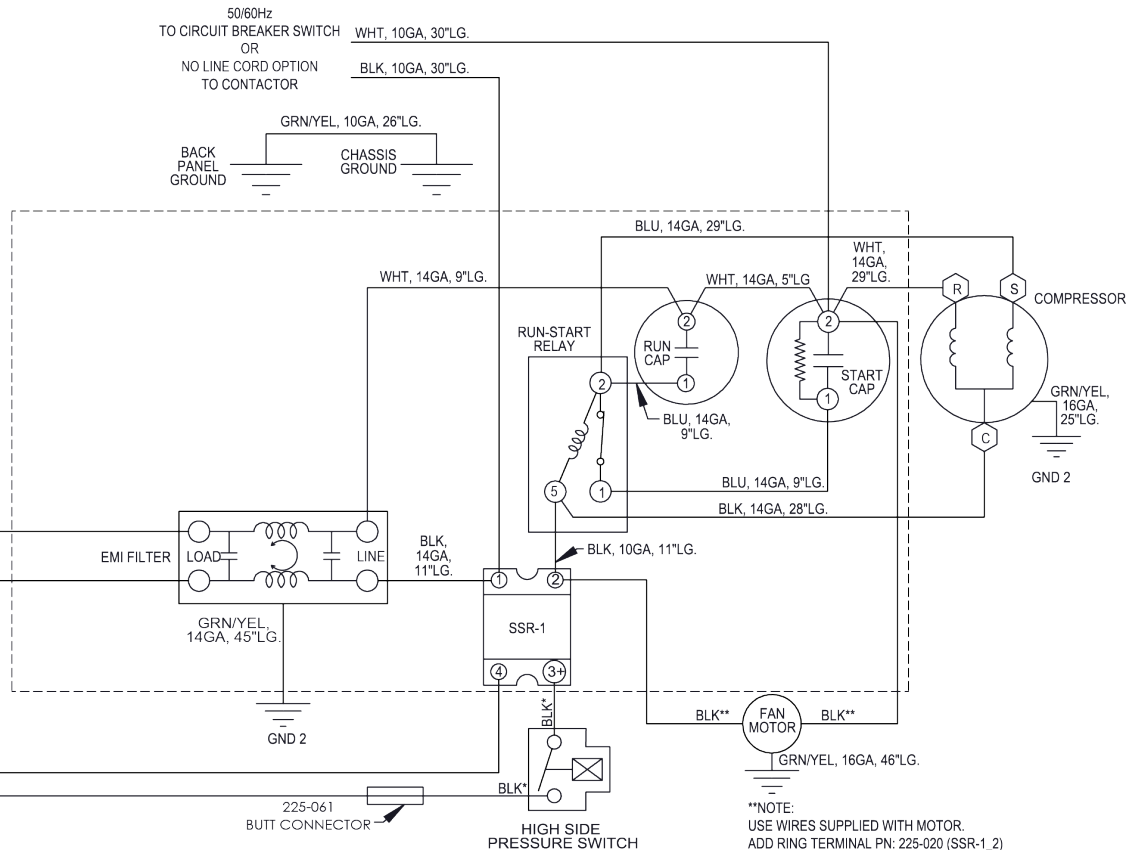 50/60Hz
TO CIRCUIT BREAKER SWITCH
OR
NO LINE CORD OPTION
TO CONTACTOR
WHT, 10GA, 30"LG.
BLK, 10GA, 30"LG.
GRN/YEL, 10GA, 26"LG.
BACK
PANEL
GROUND
CHASSIS
GROUND
BLU, 14GA, 29"LG.
WHT,
14GA,
29"LG.
WHT, 14GA, 9"LG.
WHT, 14GA, 5"LG
R
S
COMPRESSOR
RUN-START
RELAY
2
RUN
CAP
1
2
START
CAP
1
2
BLU, 14GA,
9"LG.
GRN/YEL,
16GA,
25"LG.
C
GND 2
5
1
BLU, 14GA, 9"LG.
BLK, 14GA, 28"LG.
EMI FILTER
LOAD
LINE
BLK,
14GA,
11"LG.
BLK, 10GA, 11"LG.
1
2
SSR-1
4
3+
GRN/YEL,
14GA, 45"LG.
GND 2
BLK*
BLK**
FAN
MOTOR
BLK**
GRN/YEL, 16GA, 46"LG.
BLK*
225-061
BUTT CONNECTOR
HIGH SIDE
PRESSURE SWITCH
**NOTE:
USE WIRES SUPPLIED WITH MOTOR.
ADD RING TERMINAL PN: 225-020 (SSR-1_2)